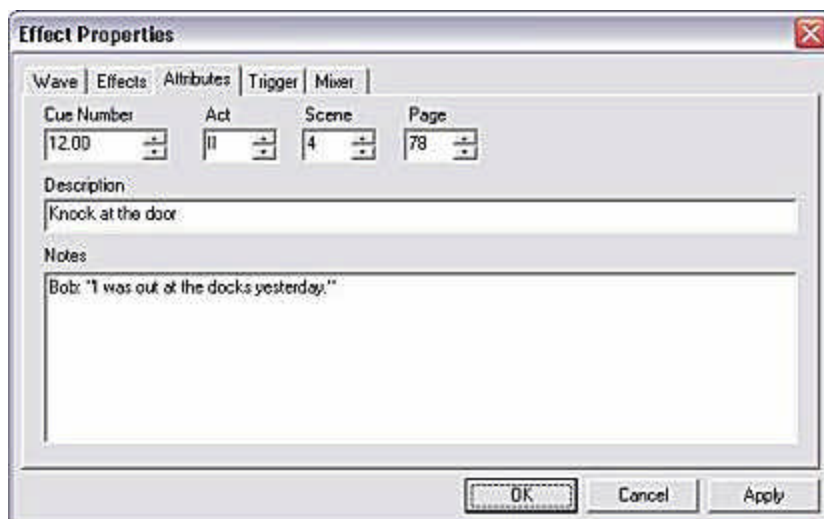 Effect Properties
Wave Effects Attributes Trigger Mixer
Cue Number Act Scene Page
12.00 II 4 78
Description
Knock at the door
Notes
Bob: "I was out at the docks yesterday."
OK Cancel Apply